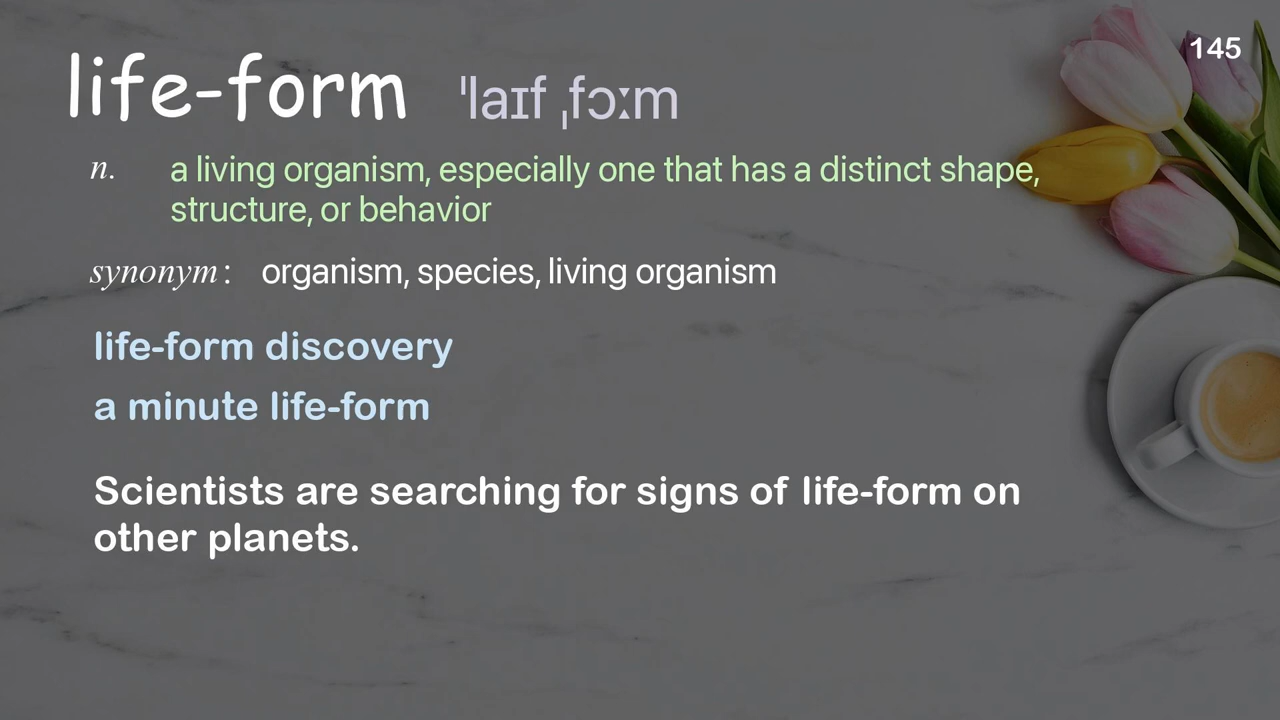 145
life-form ˈlaɪf ˌfɔːm
n. a living organism, especially one that has a distinct shape,
structure, or behavior
synonym: organism, species, living organism
life-form discovery
a minute life-form
Scientists are searching for signs of life-form on
other planets.